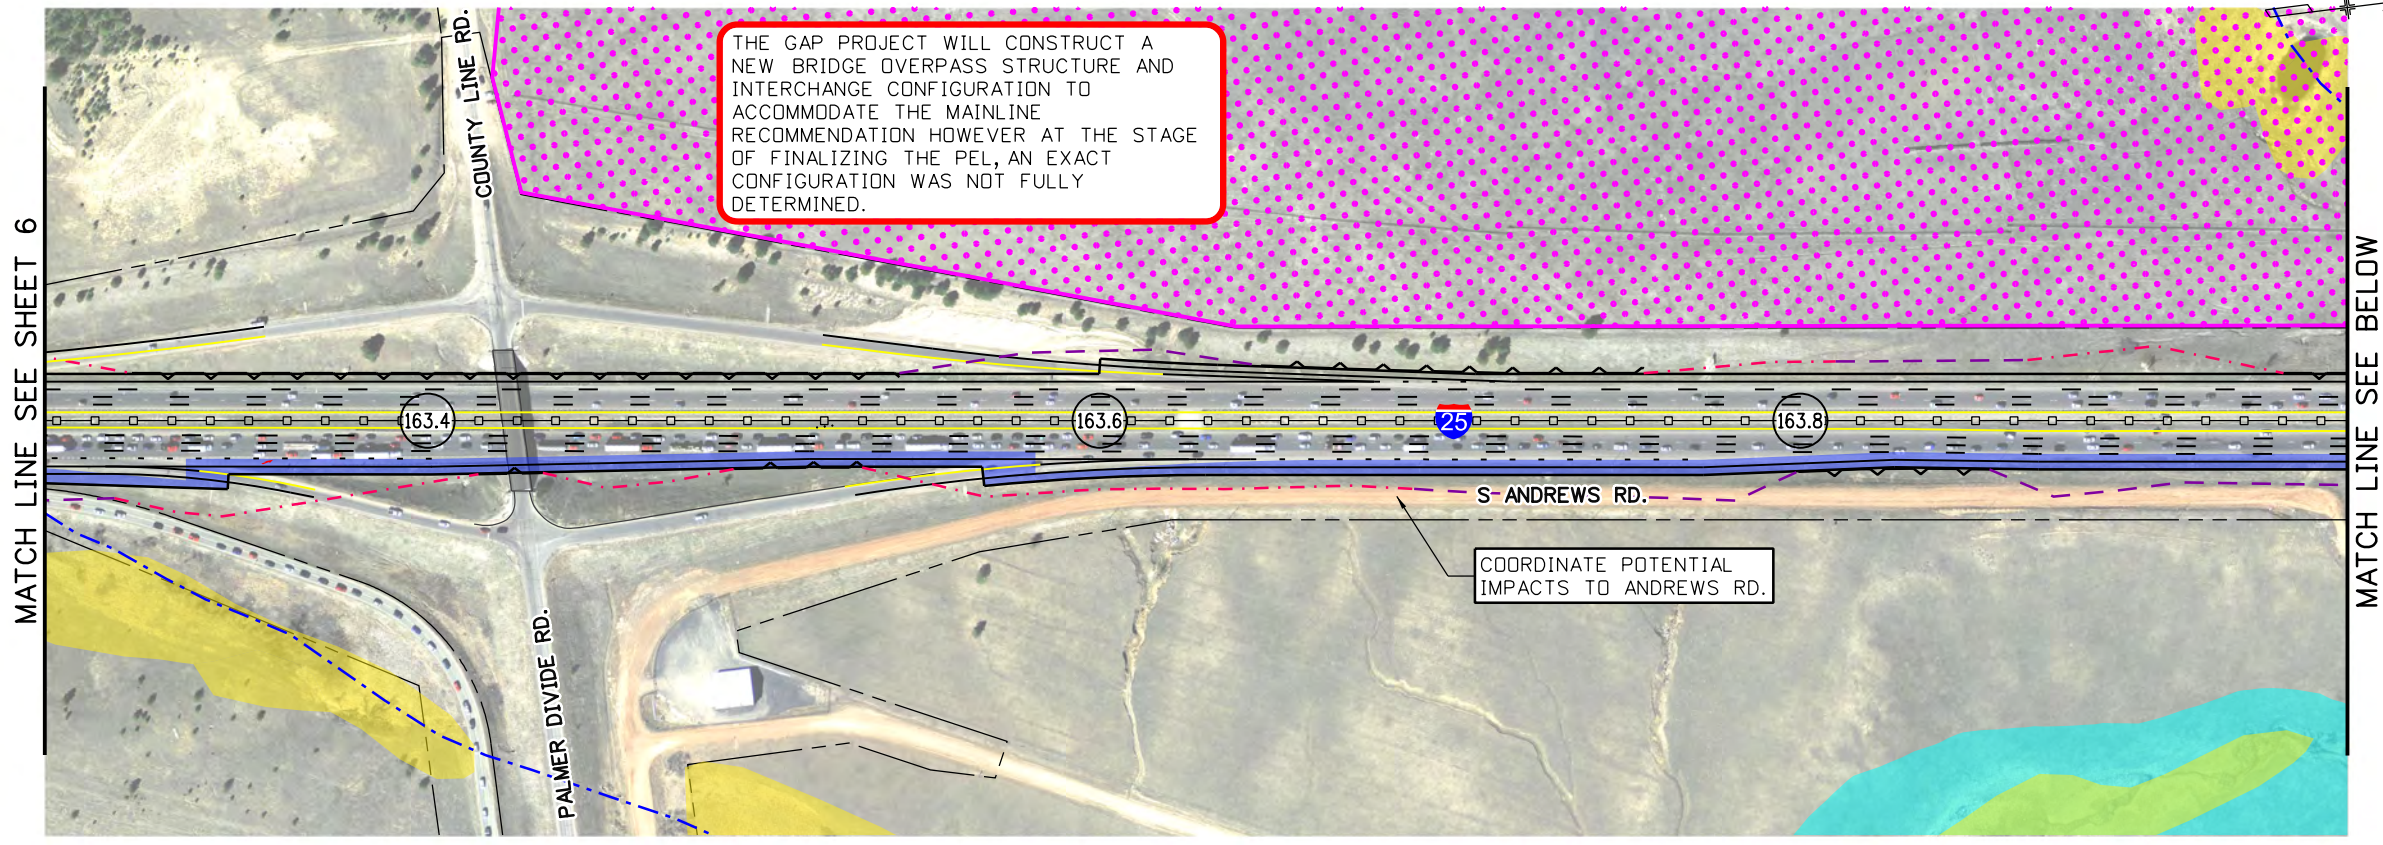 COUNTY LINE RD.
THE GAP PROJECT WILL CONSTRUCT A
NEW BRIDGE OVERPASS STRUCTURE AND
INTERCHANGE CONFIGURATION TO
ACCOMMODATE THE MAINLINE
RECOMMENDATION HOWEVER AT THE STAGE
OF FINALIZING THE PEL, AN EXACT
CONFIGURATION WAS NOT FULLY
DETERMINED.
MATCH LINE SEE SHEET 6
MATCH LINE SEE BELOW
163.4
163.6
25
163.8
S ANDREWS RD.
COORDINATE POTENTIAL
IMPACTS TO ANDREWS RD.
PALMER DIVIDE RD.